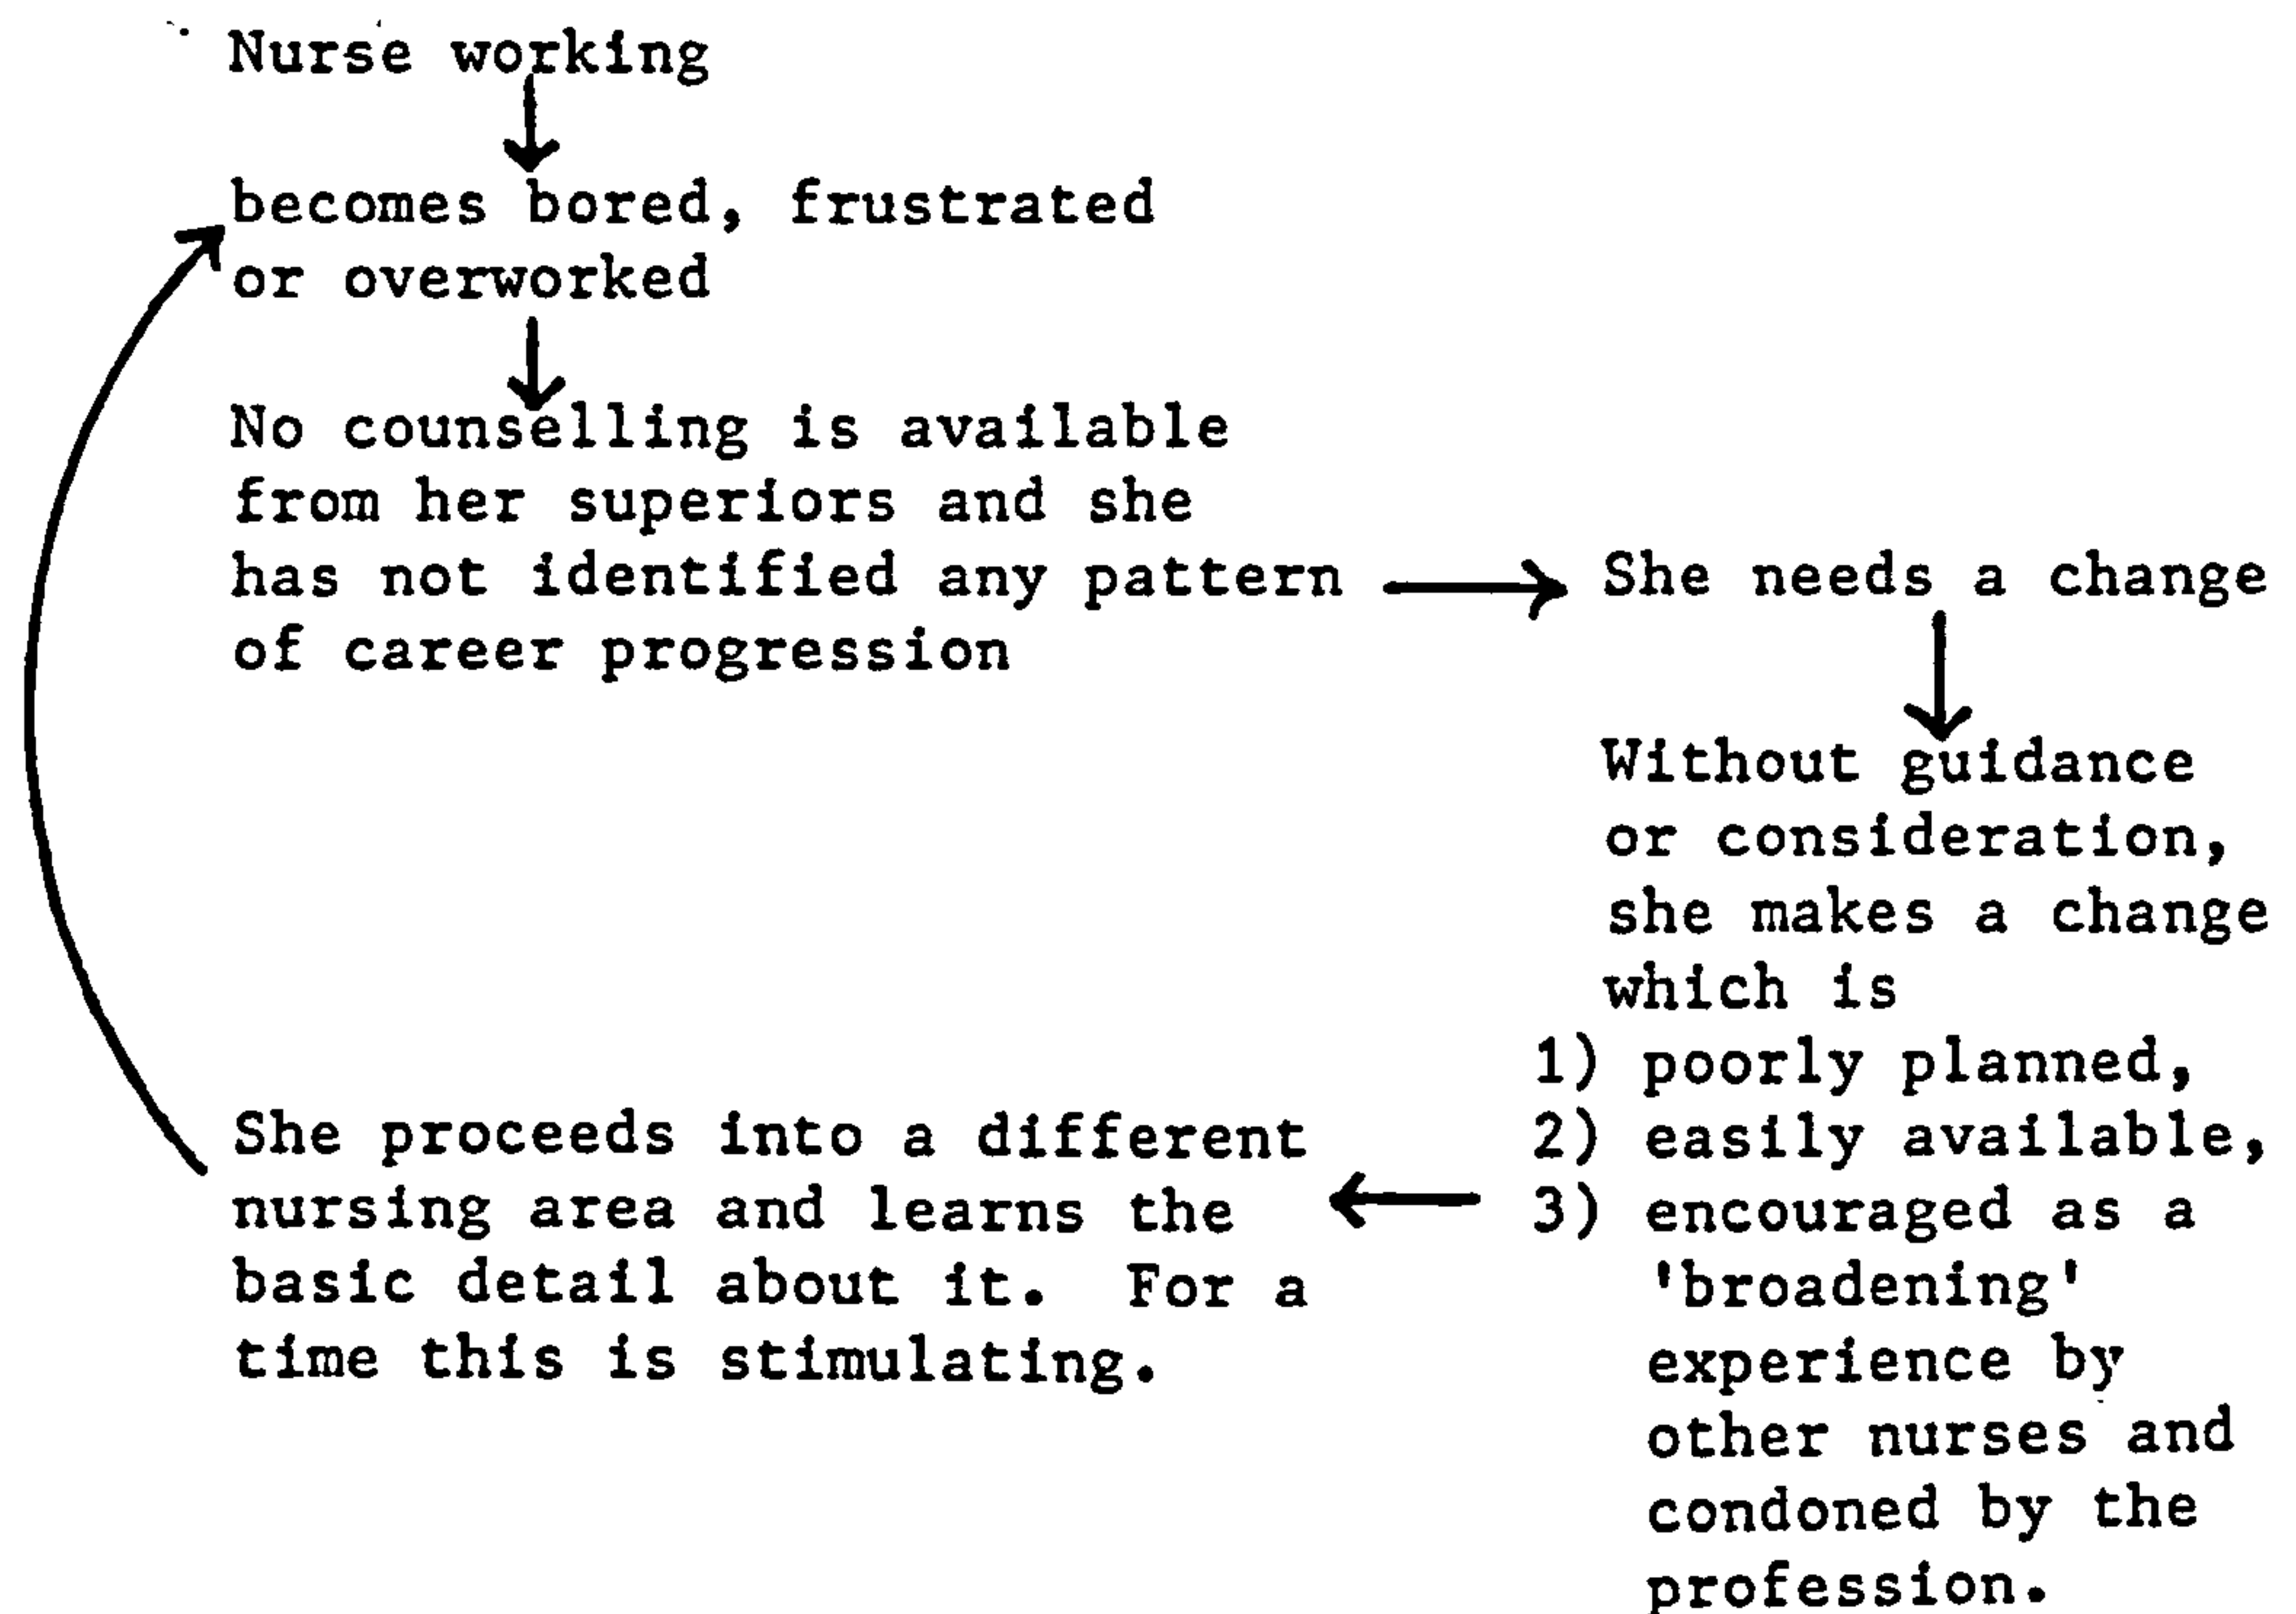 Nurse working
becomes bored, frustrated
or overworked
No counselling is available
from her superiors and she
has not identified any pattern
of career progression
She needs a change
Without guidance
or consideration,
she makes a change
which is
1) poorly planned,
2) easily available,
3) encouraged as a
'broadening'
experience by
other nurses and
condoned by the
profession.
She proceeds into a different
nursing area and learns the
basic detail about it. For a
time this is stimulating.